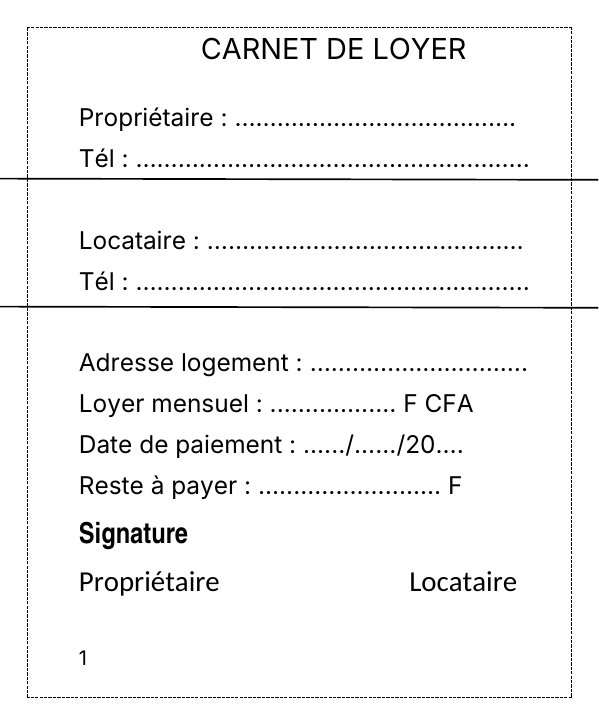 CARNET DE LOYER
Propriétaire : ........................................
Tél : ........................................................
Locataire : .............................................
Tél : ........................................................
Adresse logement : ...............................
Loyer mensuel : .................. F CFA
Date de paiement : ....../....../20....
Reste à payer : .......................... F
Signature
Propriétaire Locataire
1